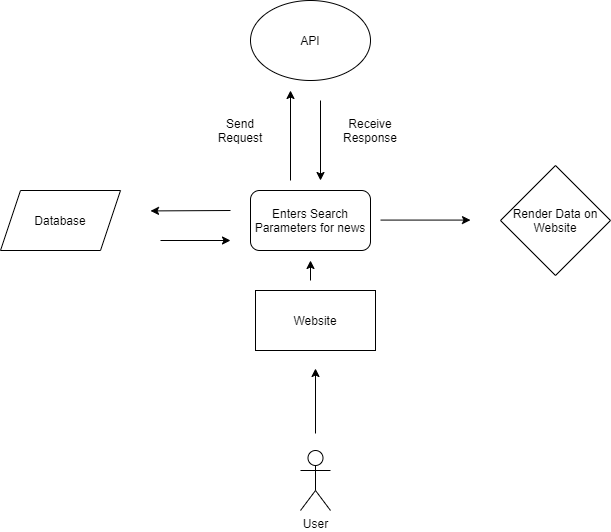 API
Send
Request
Receive
Response
Database
Enters Search
Parameters for news
Render Data on
Website
Website
User